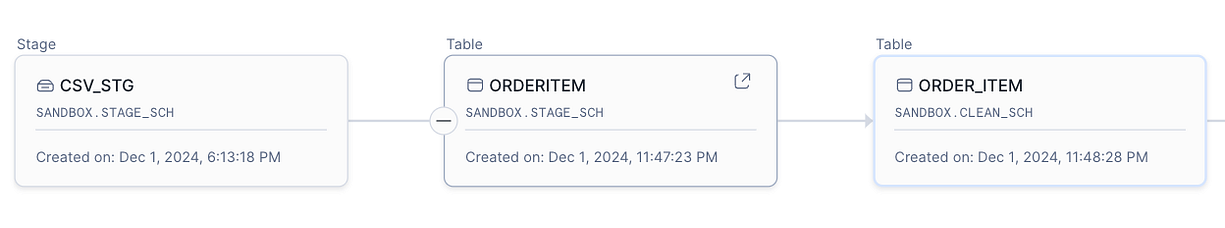 Stage
CSV_STG
SANDBOX.STAGE_SCH
Created on: Dec 1, 2024, 6:13:18 PM
Table
ORDERITEM
SANDBOX.STAGE_SCH
Created on: Dec 1, 2024, 11:47:23 PM
Table
ORDER_ITEM
SANDBOX.CLEAN_SCH
Created on: Dec 1, 2024, 11:48:28 PM